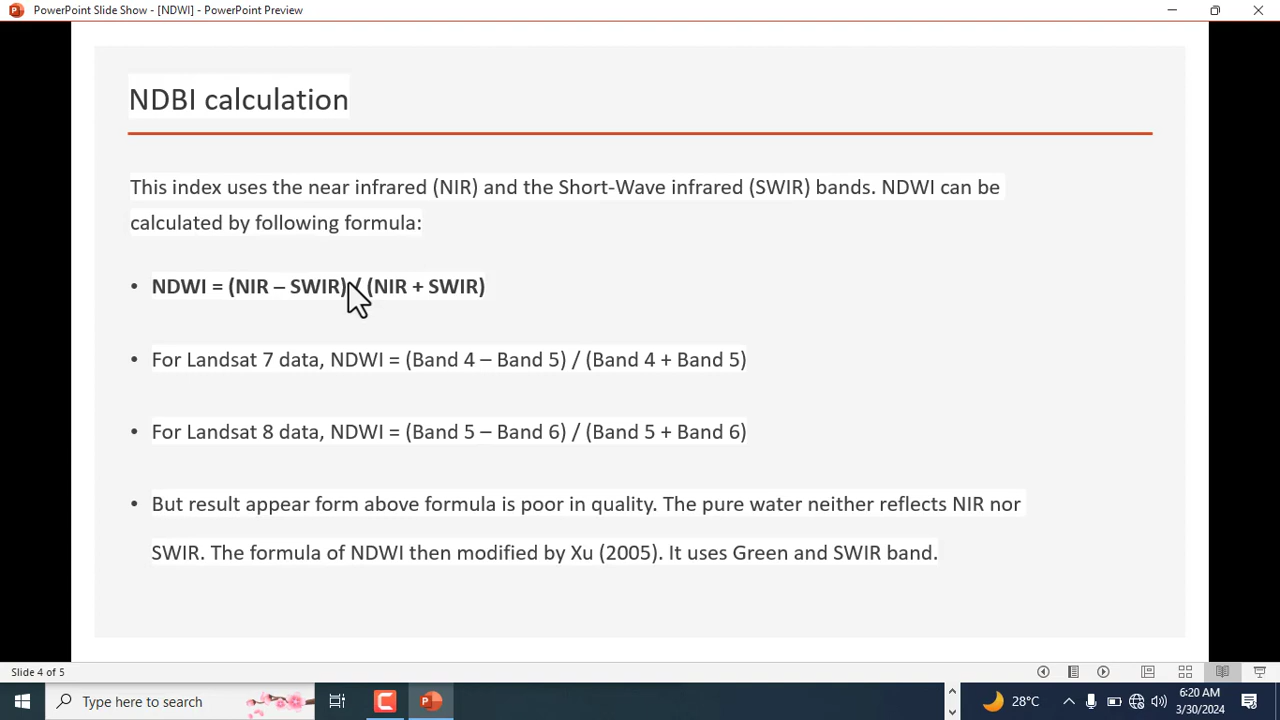 PowerPoint Slide Show - [NDWI] - PowerPoint Preview
NDBI calculation
This index uses the near infrared (NIR) and the Short-Wave infrared (SWIR) bands. NDWI can be
calculated by following formula:
• NDWI = (NIR – SWIR) / (NIR + SWIR)
• For Landsat 7 data, NDWI = (Band 4 – Band 5) / (Band 4 + Band 5)
• For Landsat 8 data, NDWI = (Band 5 – Band 6) / (Band 5 + Band 6)
• But result appear form above formula is poor in quality. The pure water neither reflects NIR nor
SWIR. The formula of NDWI then modified by Xu (2005). It uses Green and SWIR band.
Slide 4 of 5
Type here to search
28°C
6:20 AM
3/30/2024